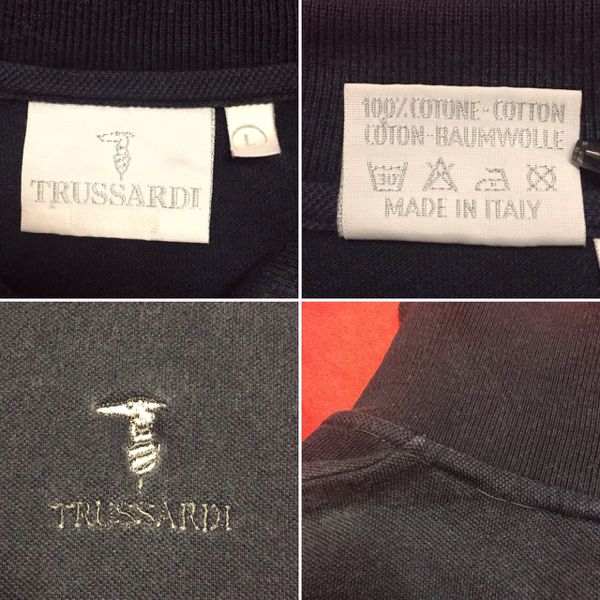 TRUSSARDI
L
100% COTONE - COTTON
COTON - BAUMWOLLE
30
MADE IN ITALY
TRUSSARDI